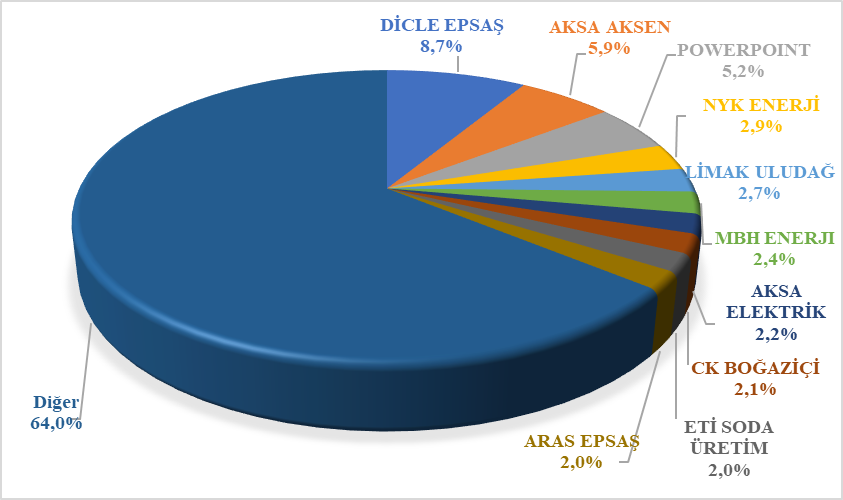 DİCLE EPSAŞ
8,7%
AKSA AKSEN
5,9%
POWERPOINT
5,2%
NYK ENERJİ
2,9%
LİMAK ULUDAĞ
2,7%
MBH ENERJI
2,4%
AKSA
ELEKTRİK
2,2%
CK BOĞAZİÇİ
2,1%
ETİ SODA
ÜRETİM
2,0%
ARAS EPSAŞ
2,0%
Diğer
64,0%